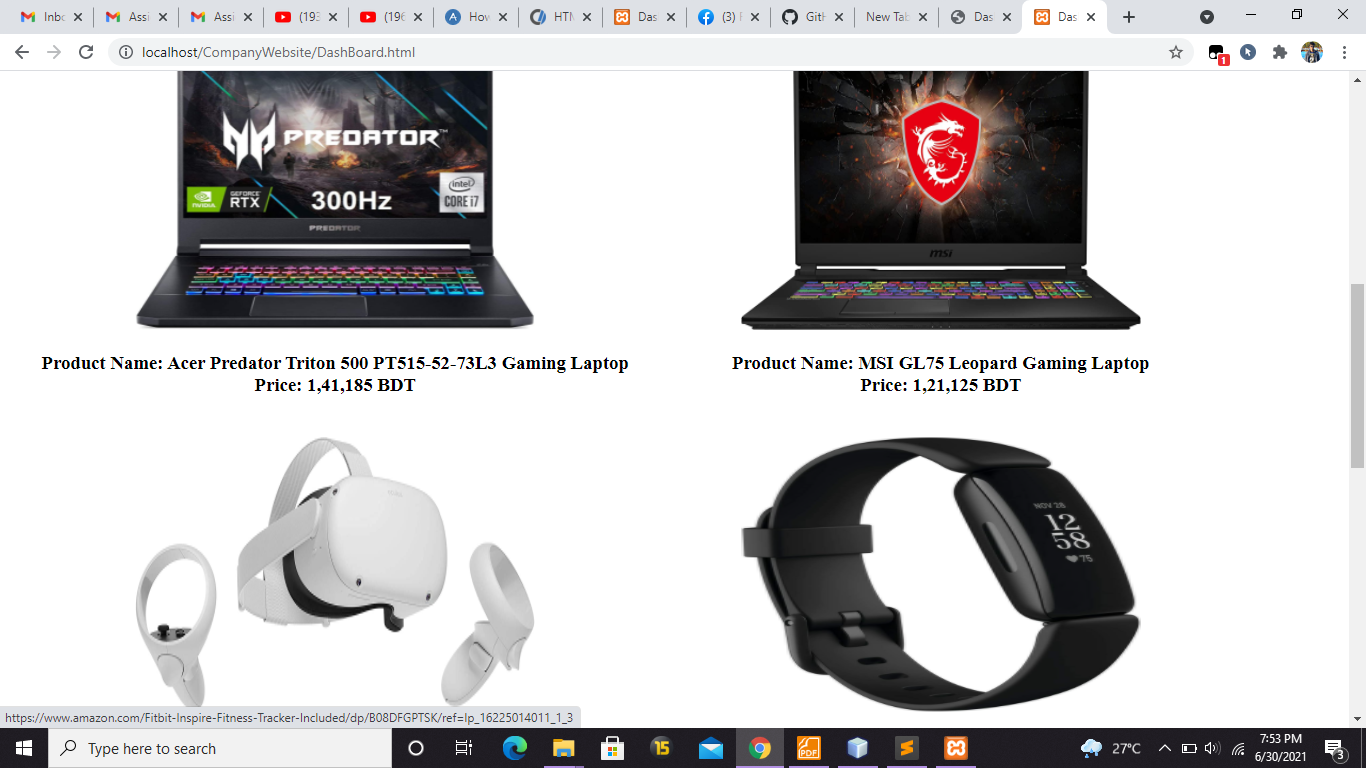 Inbo
Assi
Assi
(193
(196
How
HTM
Das
(3) F
GitH
New Tab
Das
Das
localhost/CompanyWebsite/DashBoard.html
1
PREDATOR
NVIDIA
GEFORCE
RTX
300Hz
intel
CORE i7
PREDATOR
msi
Product Name: Acer Predator Triton 500 PT515-52-73L3 Gaming Laptop
Price: 1,41,185 BDT
Product Name: MSI GL75 Leopard Gaming Laptop
Price: 1,21,125 BDT
NOV 28
12
58
75
https://www.amazon.com/Fitbit-Inspire-Fitness-Tracker-Included/dp/B08DFGPTSK/ref=lp_16225014011_1_3
Type here to search
15
PDF
27°C
7:53 PM
6/30/2021
3